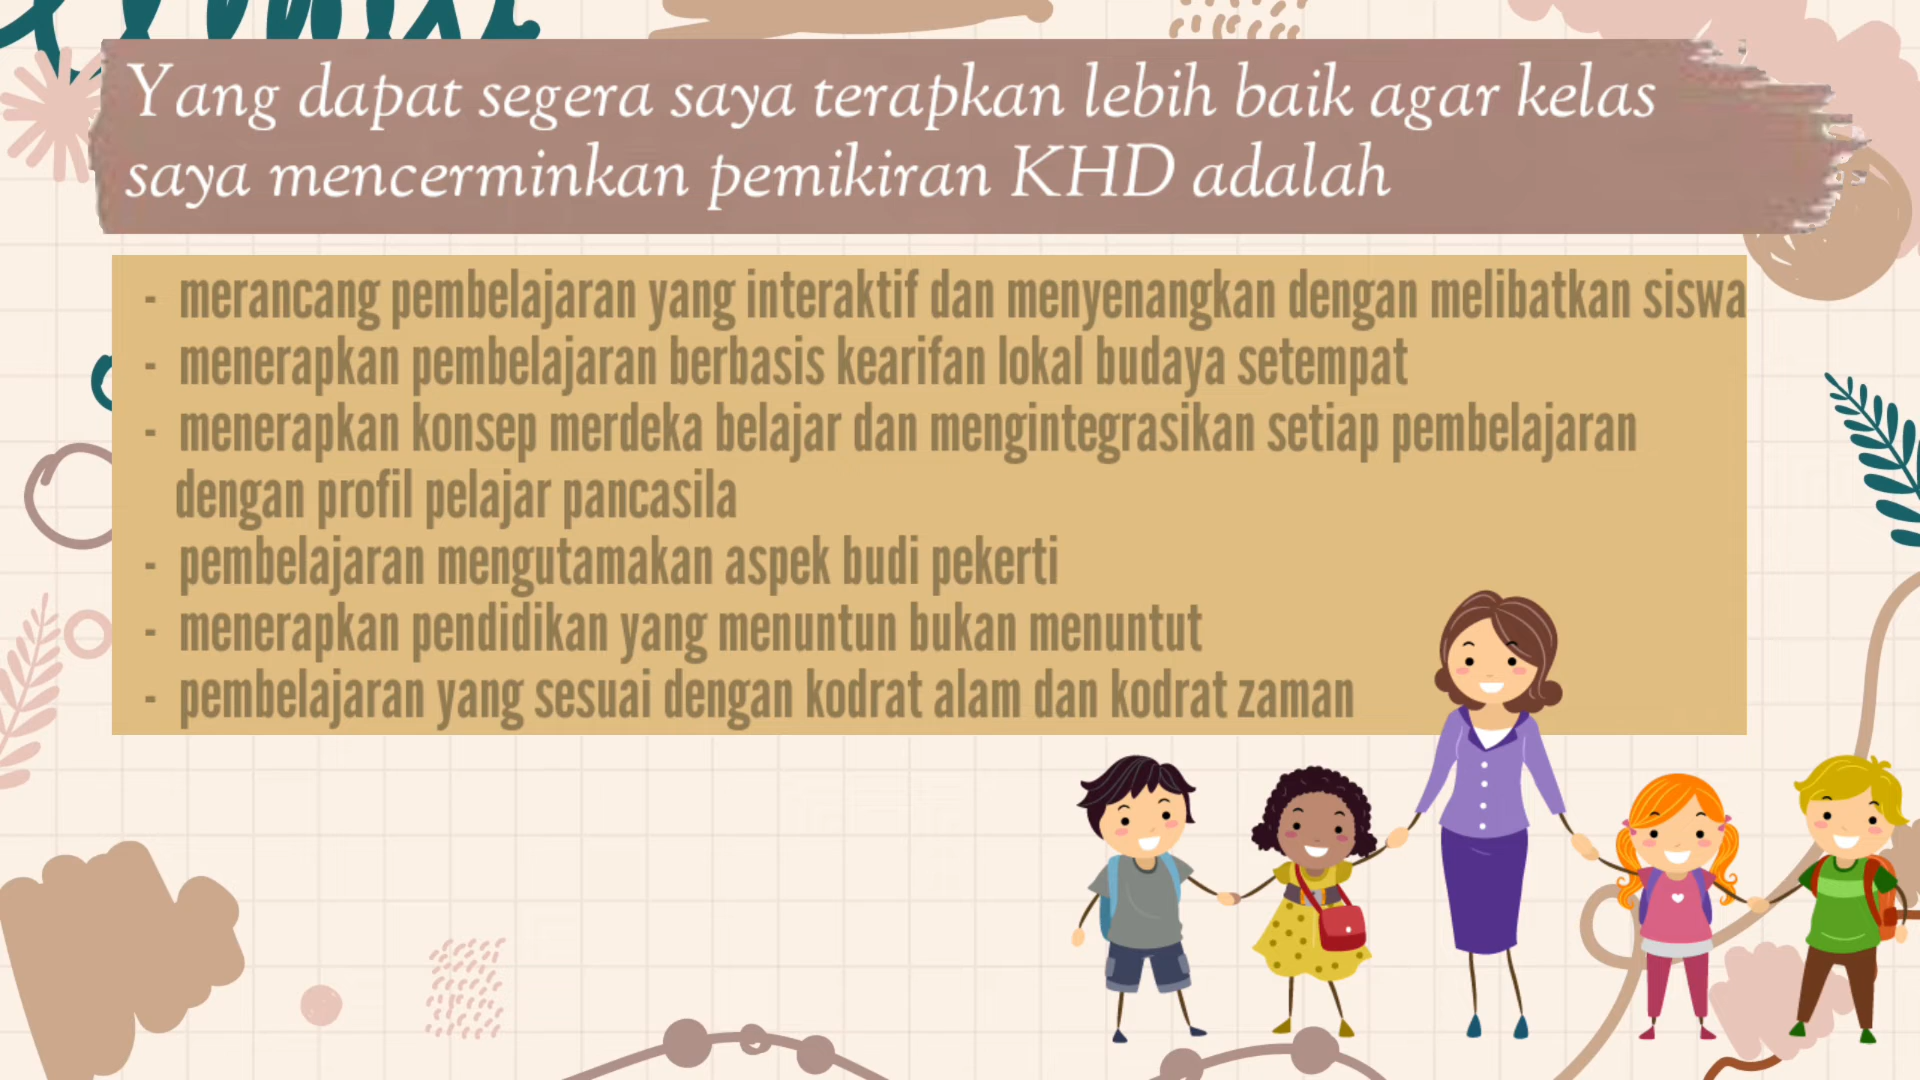 Yang dapat segera saya terapkan lebih baik agar kelas
saya mencerminkan pemikiran KHD adalah
- merancang pembelajaran yang interaktif dan menyenangkan dengan melibatkan siswa
- menerapkan pembelajaran berbasis kearifan lokal budaya setempat
- menerapkan konsep merdeka belajar dan mengintegrasikan setiap pembelajaran
dengan profil pelajar pancasila
- pembelajaran mengutamakan aspek budi pekerti
- menerapkan pendidikan yang menuntun bukan menuntut
- pembelajaran yang sesuai dengan kodrat alam dan kodrat zaman